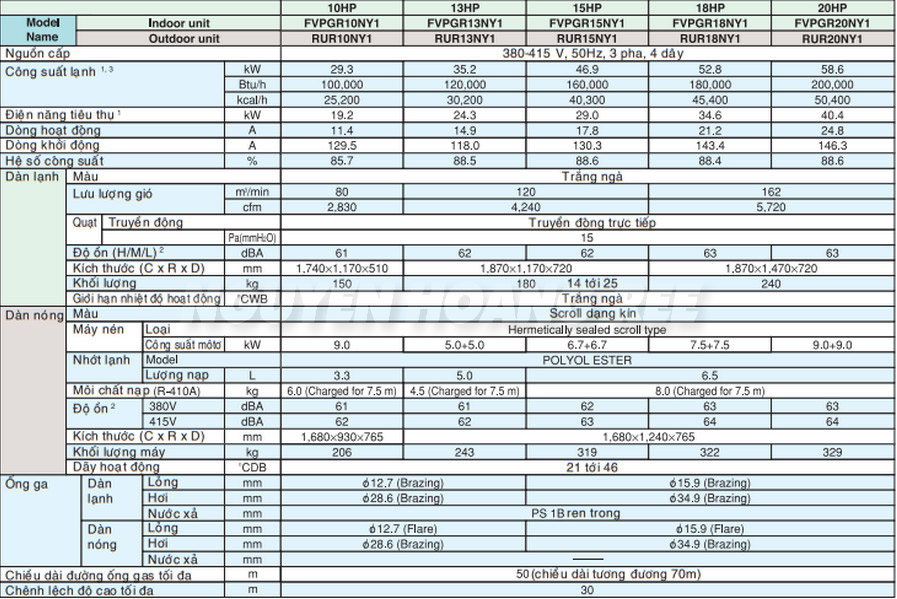 10HP 13HP 15HP 18HP 20HP
Model Name Indoor unit FVPGR10NY1 FVPGR13NY1 FVPGR15NY1 FVPGR18NY1 FVPGR20NY1
Outdoor unit RUR10NY1 RUR13NY1 RUR15NY1 RUR18NY1 RUR20NY1
Nguồn cấp 380-415 V, 50Hz, 3 pha, 4 dây
Công suất lạnh 1, 3 kW 29.3 35.2 46.9 52.8 58.6
Btu/h 100,000 120,000 160,000 180,000 200,000
kcal/h 25,200 30,200 40,300 45,400 50,400
Điện năng tiêu thụ 1 kW 19.2 24.3 29.0 34.6 40.4
Dòng hoạt động A 11.4 14.9 17.8 21.2 24.8
Dòng khởi động A 129.5 118.0 130.3 143.4 146.3
Hệ số công suất % 85.7 88.5 88.6 88.4 88.6
Dàn lạnh Màu Trắng ngà
Lưu lượng gió m³/min 80 120 162
cfm 2.830 4,240 5.720
Quạt Truyền động Truyền đòng trực tiếp
Pa(mmH2O) 15
Độ ồn (H/M/L) 2 dBA 61 62 62 63 63
Kích thước (C x R x D) mm 1,740×1,170×510 1,870×1,170×720 1,870×1,470×720
Khối lượng kg 150 180 14 tới 25 240
Giới hạn nhiệt độ hoạt động °CWB Trắng ngà
Dàn nóng Màu Scroll dạng kín
Máy nén Loại Hermetically sealed scroll type
Công suất môtơ kW 9.0 5.0+5.0 6.7+6.7 7.5+7.5 9.0+9.0
Nhớt lạnh Model POLYOL ESTER
Lượng nạp L 3.3 5.0 6.5
Môi chất nạp (R-410A) kg 6.0 (Charged for 7.5 m) 4.5 (Charged for 7.5 m) 8.0 (Charged for 7.5 m)
Độ ồn 2 380V dBA 61 61 62 63 63
415V dBA 62 62 63 64 64
Kích thước (C x R x D) mm 1,680×930×765 1,680×1,240×765
Khối lượng máy kg 206 243 319 322 329
Dãy hoạt động °CDB 21 tới 46
Ống ga Dàn lạnh Lỏng mm ϕ12.7 (Brazing) ϕ15.9 (Brazing)
Hơi mm ϕ28.6 (Brazing) ϕ34.9 (Brazing)
Nước xả mm PS 1B ren trong
Dàn nóng Lỏng mm ϕ12.7 (Flare) ϕ15.9 (Flare)
Hơi mm ϕ28.6 (Brazing) ϕ34.9 (Brazing)
Nước xả mm ——
Chiều dài đường ống gas tối đa m 50 (chiều dài tương đương 70m)
Chênh lệch độ cao tối đa m 30